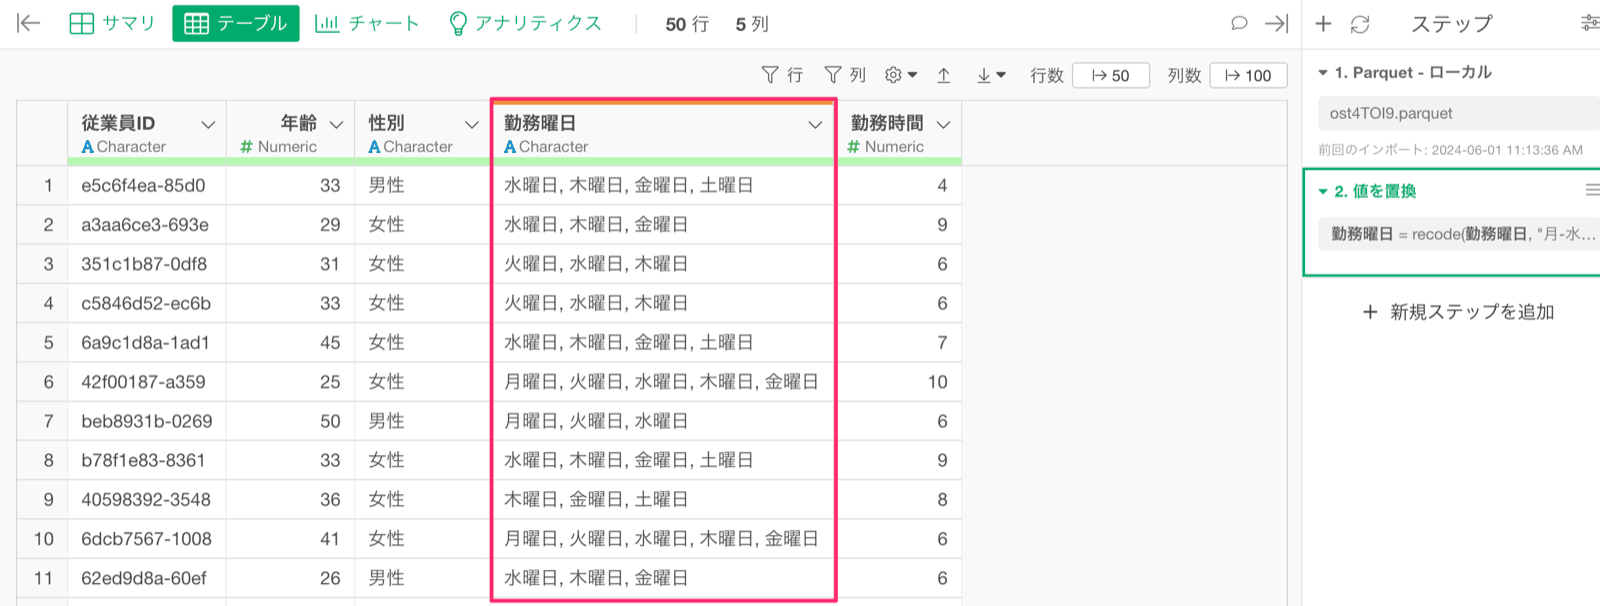 サマリ テーブル チャート アナリティクス 50 行 5 列 ステップ
行 列 行数 50 列数 100
1. Parquet - ローカル
ost4TOI9.parquet
前回のインポート: 2024-06-01 11:13:36 AM
2. 値を置換
勤務曜日 = recode(勤務曜日, "月-水...
+ 新規ステップを追加
従業員ID 年齢 性別 勤務曜日 勤務時間
A Character # Numeric A Character A Character # Numeric
1 e5c6f4ea-85d0 33 男性 水曜日, 木曜日, 金曜日, 土曜日 4
2 a3aa6ce3-693e 29 女性 水曜日, 木曜日, 金曜日 9
3 351c1b87-0df8 31 女性 火曜日, 水曜日, 木曜日 6
4 c5846d52-ec6b 33 女性 火曜日, 水曜日, 木曜日 6
5 6a9c1d8a-1ad1 45 女性 水曜日, 木曜日, 金曜日, 土曜日 7
6 42f00187-a359 25 女性 月曜日, 火曜日, 水曜日, 木曜日, 金曜日 10
7 beb8931b-0269 50 男性 月曜日, 火曜日, 水曜日 6
8 b78f1e83-8361 33 女性 水曜日, 木曜日, 金曜日, 土曜日 9
9 40598392-3548 36 女性 木曜日, 金曜日, 土曜日 8
10 6dcb7567-1008 41 女性 月曜日, 火曜日, 水曜日, 木曜日, 金曜日 6
11 62ed9d8a-60ef 26 男性 水曜日, 木曜日, 金曜日 6